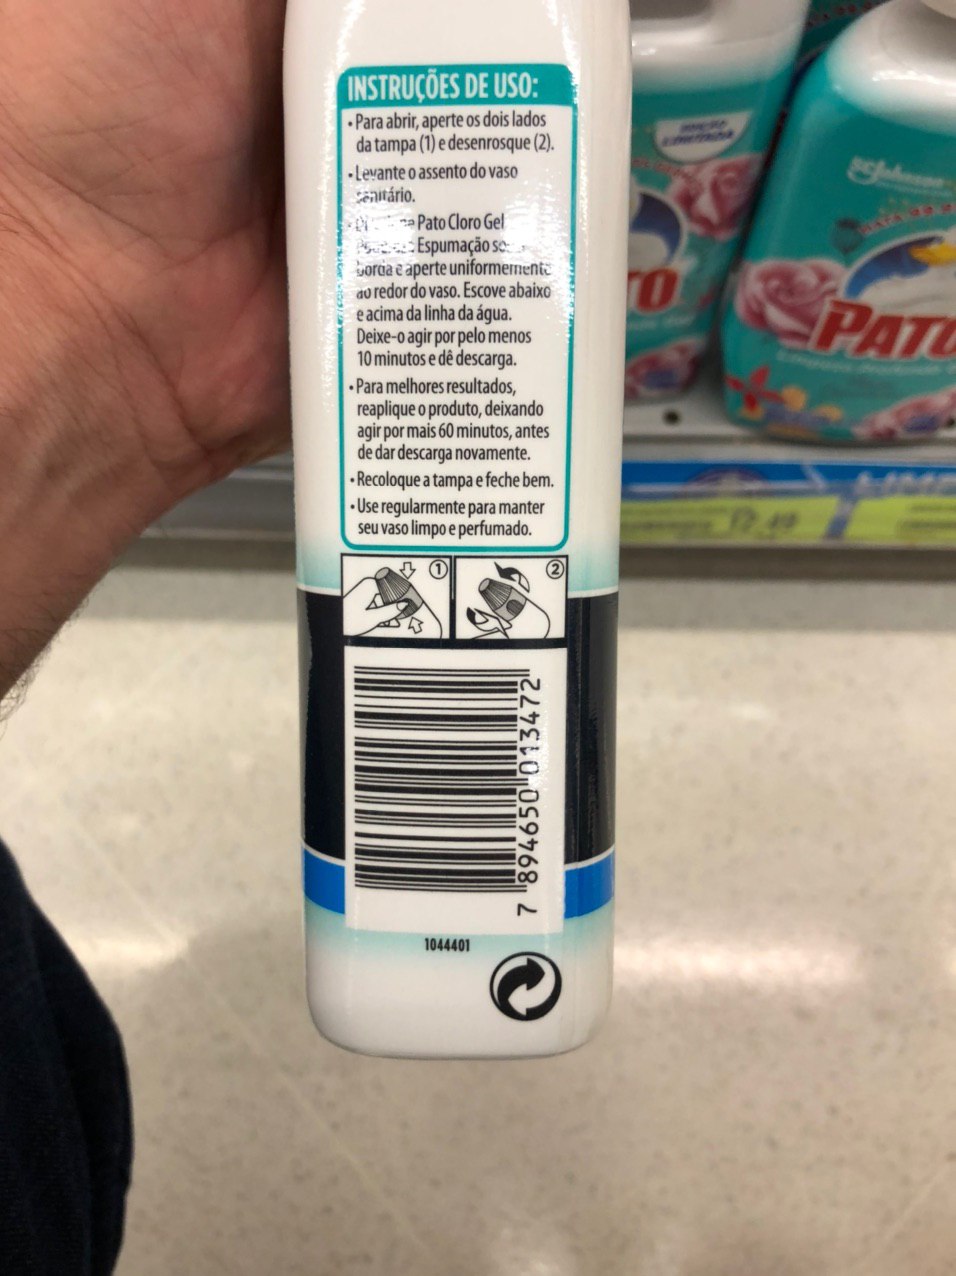 INSTRUÇÕES DE USO:
• Para abrir, aperte os dois lados
da tampa (1) e desenrosque (2).
• Levante o assento do vaso
sanitário.
• Pato Cloro Gel
Espumação
borda e aperte uniformemente
ao redor do vaso. Escove abaixo
e acima da linha da água.
Deixe-o agir por pelo menos
10 minutos e dê descarga.
• Para melhores resultados,
reaplique o produto, deixando
agir por mais 60 minutos, antes
de dar descarga novamente.
• Recoloque a tampa e feche bem.
• Use regularmente para manter
seu vaso limpo e perfumado.
1
2
7 894650 013472
1044401
SC Johnson
PATO
12,49